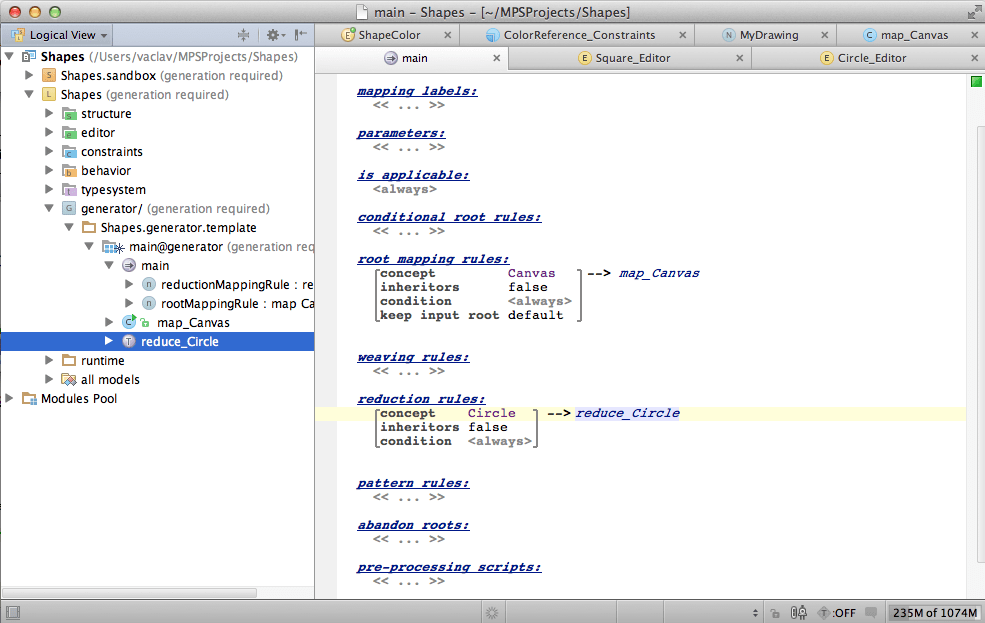 main – Shapes – [~/MPSProjects/Shapes]
Logical View
ShapeColor
ColorReference_Constraints
MyDrawing
map_Canvas
main
Square_Editor
Circle_Editor
Shapes (/Users/vaclav/MPSProjects/Shapes)
Shapes.sandbox (generation required)
Shapes (generation required)
structure
editor
constraints
behavior
typesystem
generator/ (generation required)
Shapes.generator.template
main@generator (generation req
main
reductionMappingRule : re
rootMappingRule : map Ca
map_Canvas
reduce_Circle
runtime
all models
Modules Pool
mapping labels:
<< ... >>
parameters:
<< ... >>
is applicable:
<always>
conditional root rules:
<< ... >>
root mapping rules:
concept Canvas --> map_Canvas
inheritors false
condition <always>
keep input root default
weaving rules:
<< ... >>
reduction rules:
concept Circle --> reduce_Circle
inheritors false
condition <always>
pattern rules:
<< ... >>
abandon roots:
<< ... >>
pre-processing scripts:
<< ... >>
T:OFF
235M of 1074M